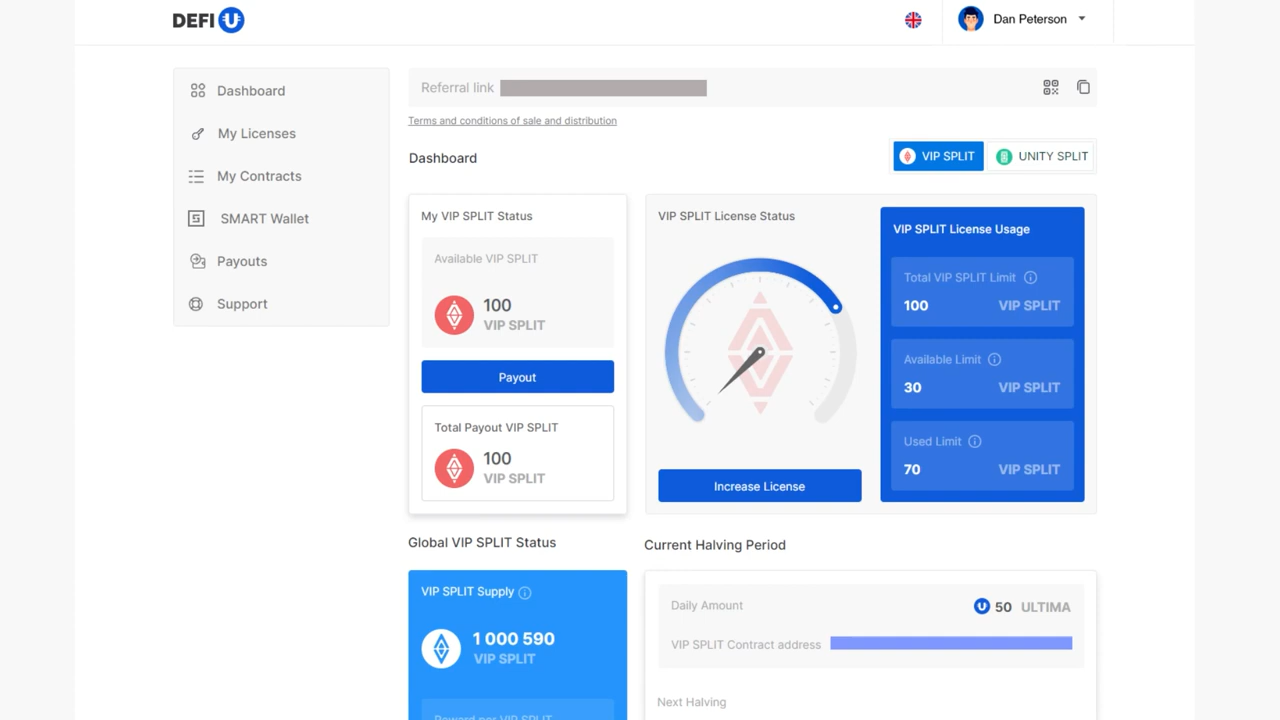 DEFI U
Dan Peterson
Dashboard
My Licenses
My Contracts
SMART Wallet
Payouts
Support
Referral link
Terms and conditions of sale and distribution
Dashboard
VIP SPLIT
UNITY SPLIT
My VIP SPLIT Status
Available VIP SPLIT
100
VIP SPLIT
Payout
Total Payout VIP SPLIT
100
VIP SPLIT
VIP SPLIT License Status
Increase License
VIP SPLIT License Usage
Total VIP SPLIT Limit
100 VIP SPLIT
Available Limit
30 VIP SPLIT
Used Limit
70 VIP SPLIT
Global VIP SPLIT Status
VIP SPLIT Supply
1 000 590
VIP SPLIT
Reward per VIP SPLIT
Current Halving Period
Daily Amount 50 ULTIMA
VIP SPLIT Contract address
Next Halving